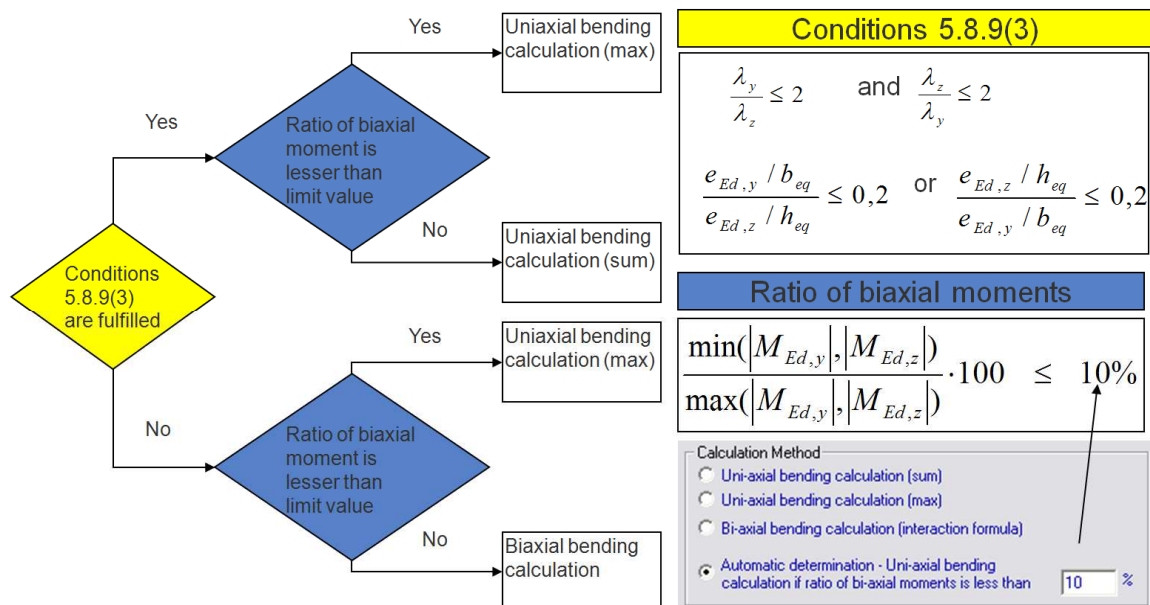 Yes
Uniaxial bending
calculation (max)
Yes
Ratio of biaxial
moment is
lesser than
limit value
No
Uniaxial bending
calculation (sum)
Conditions
5.8.9(3)
are fulfilled
Yes
Uniaxial bending
calculation (max)
No
Ratio of biaxial
moment is
lesser than
limit value
No
Biaxial bending
calculation
Conditions 5.8.9(3)
λy / λz ≤ 2 and λz / λy ≤ 2
(eEd,y / beq) / (eEd,z / heq) ≤ 0,2 or (eEd,z / heq) / (eEd,y / beq) ≤ 0,2
Ratio of biaxial moments
min(|MEd,y|,|MEd,z|) / max(|MEd,y|,|MEd,z|) ·100 ≤ 10%
Calculation Method
Uni-axial bending calculation (sum)
Uni-axial bending calculation (max)
Bi-axial bending calculation (interaction formula)
Automatic determination - Uni-axial bending
calculation if ratio of bi-axial moments is less than 10 %